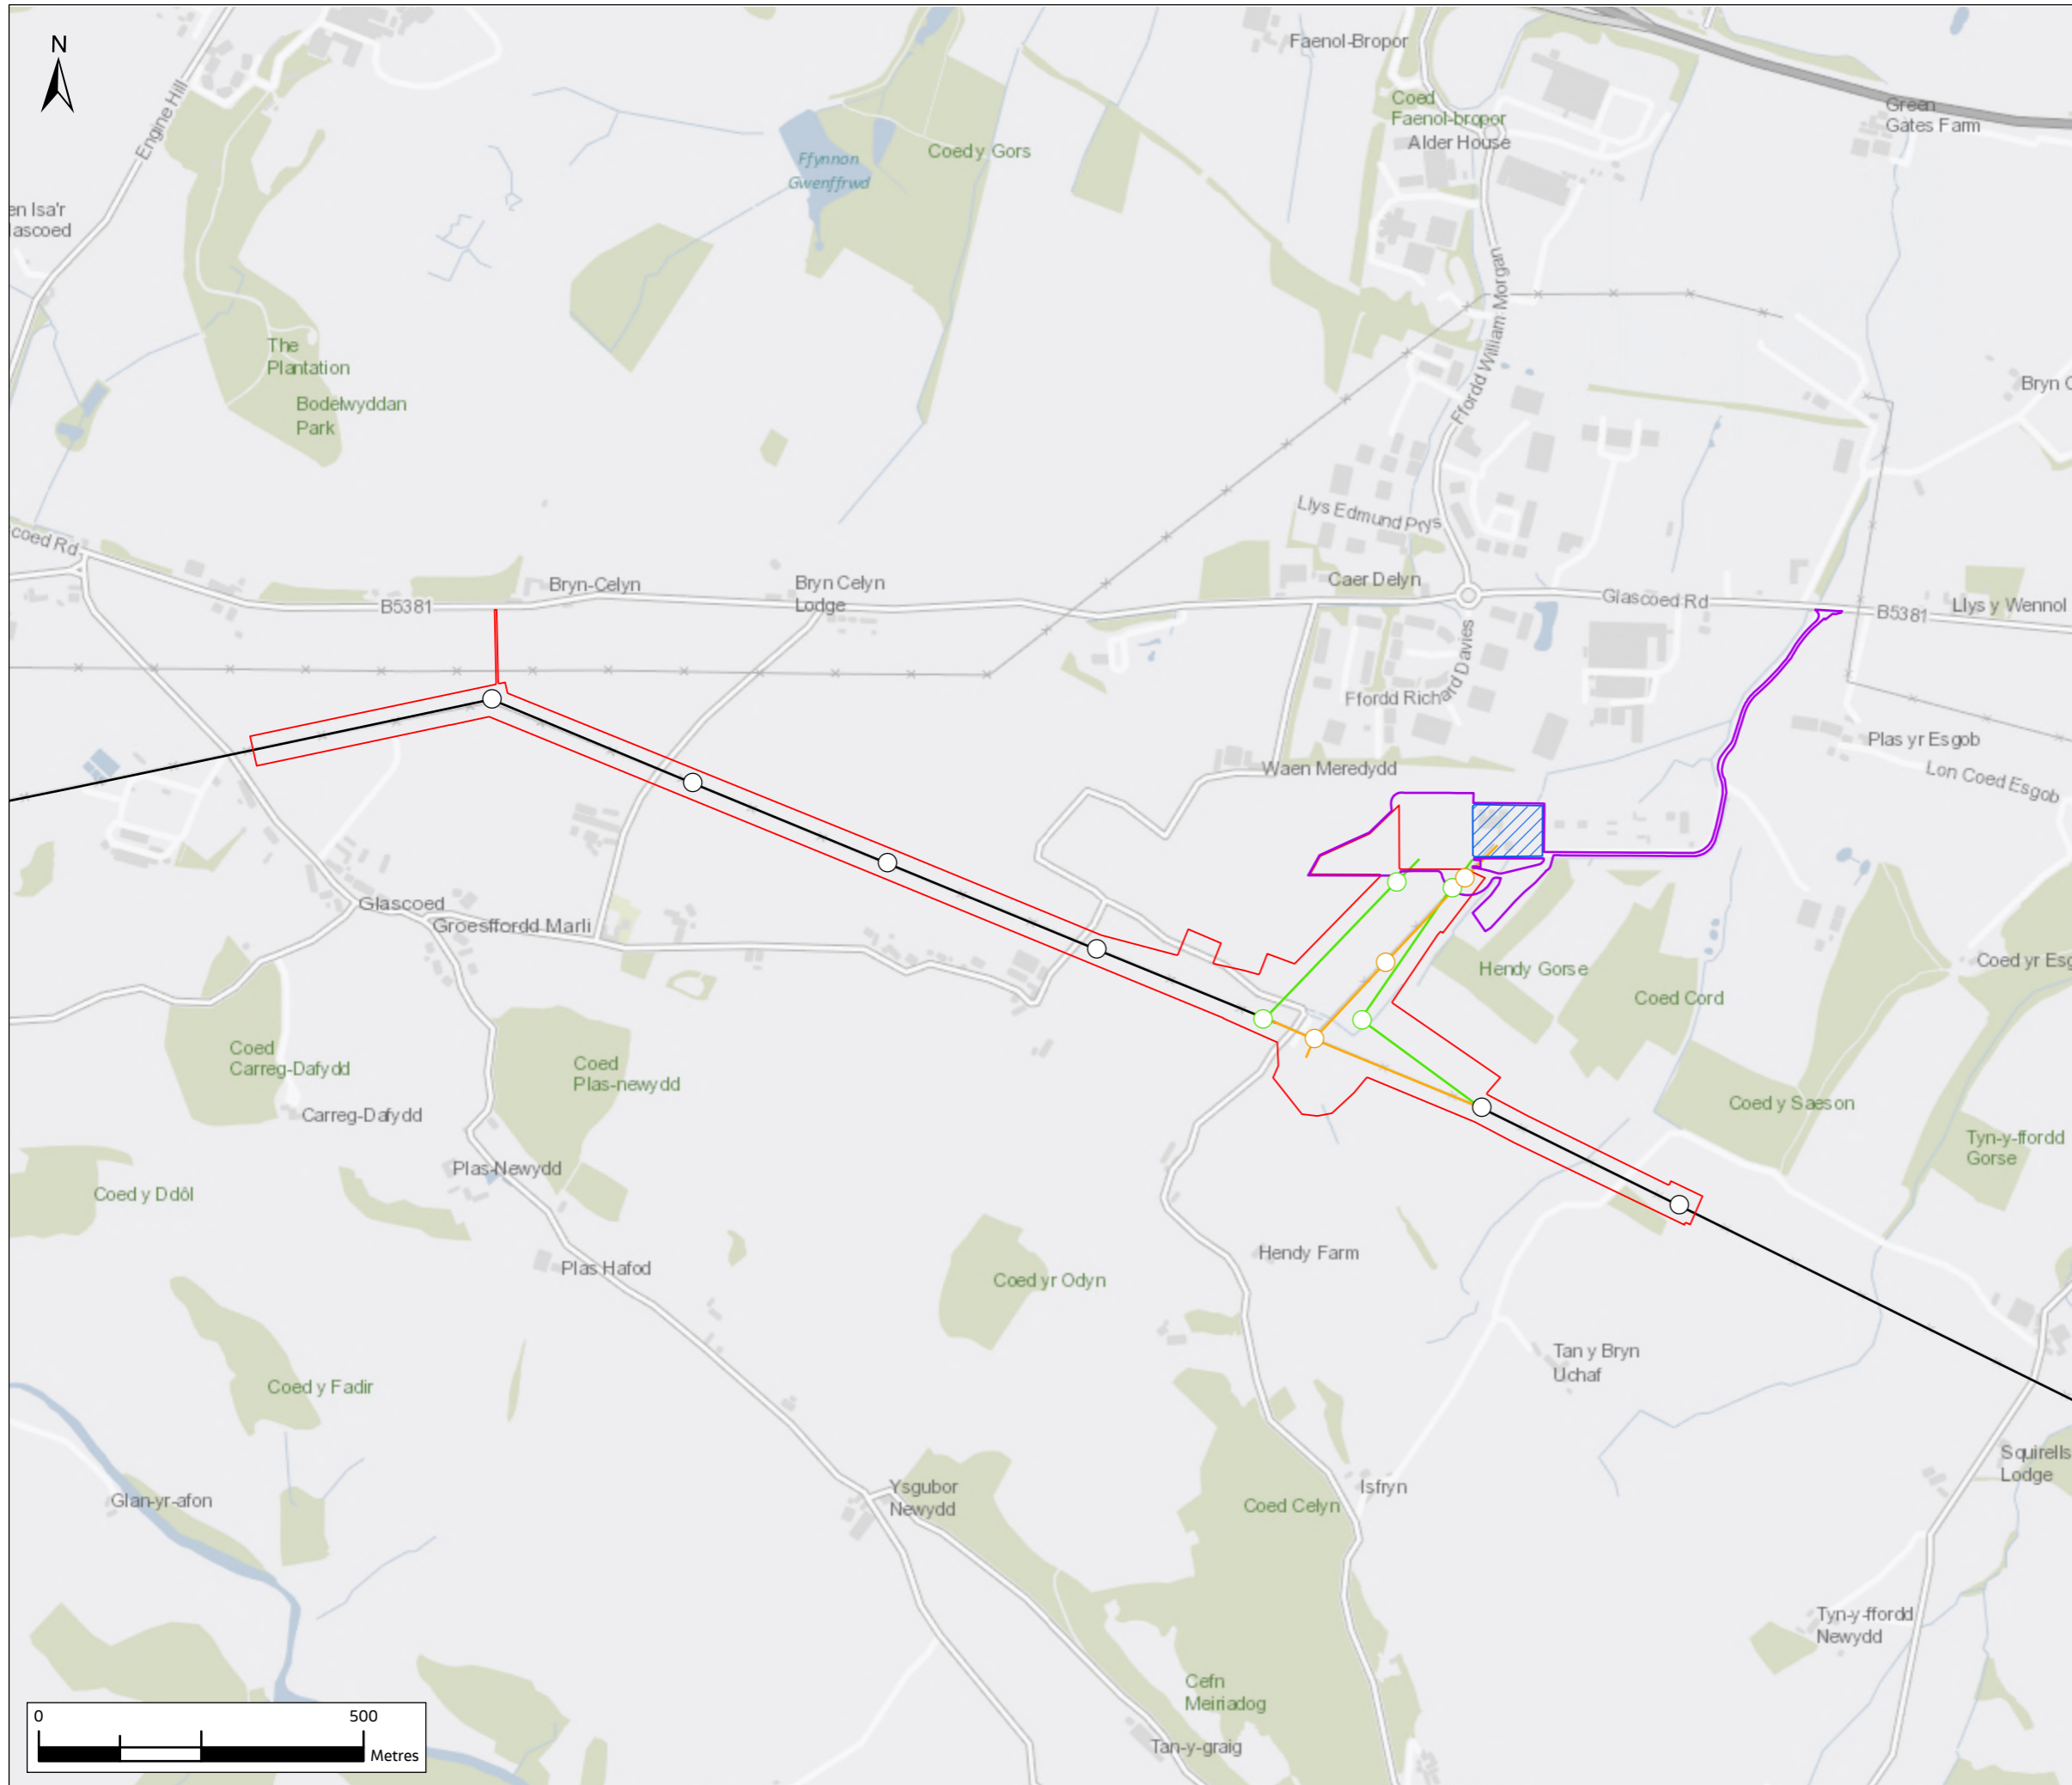 N
Engine Hill
Faenol-Bropor
Coed
Faenol-bropor
Alder House
Green
Gates Farm
Ffynnon
Gwenffrwd
Coed y Gors
en Isa'r
lascoed
Ffordd William Morgan
The
Plantation
Bodelwyddan
Park
Bryn C
Llys Edmund Prys
coed Rd
B5381
Bryn-Celyn
Bryn Celyn
Lodge
Caer Delyn
Glascoed Rd
B5381
Llys y Wennol
Ffordd Richard Davies
Plas yr Esgob
Lon Coed Esgob
Waen Meredydd
Glascoed
Groesffordd Marli
Hendy Gorse
Coed yr Esg
Coed Cord
Coed
Carreg-Dafydd
Coed
Plas-newydd
Carreg-Dafydd
Coed y Saeson
Tyn-y-ffordd
Gorse
Plas-Newydd
Coed y Ddôl
Plas Hafod
Hendy Farm
Coed yr Odyn
Tan y Bryn
Uchaf
Coed y Fadir
Squirells
Lodge
Glan-yr-afon
Ysgubor
Newydd
Isfryn
Coed Celyn
Tyn-y-ffordd
Newydd
Cefn
Meiriadog
Tan-y-graig
0 500
Metres